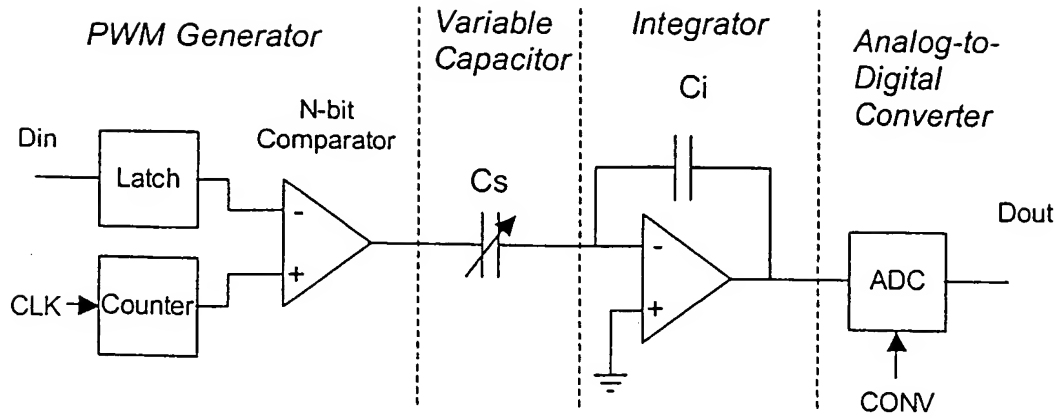 PWM Generator
Variable
Capacitor
Integrator
Analog-to-
Digital
Converter
N-bit
Comparator
Din
Latch
-
+
CLK
Counter
Cs
Ci
-
+
ADC
Dout
CONV